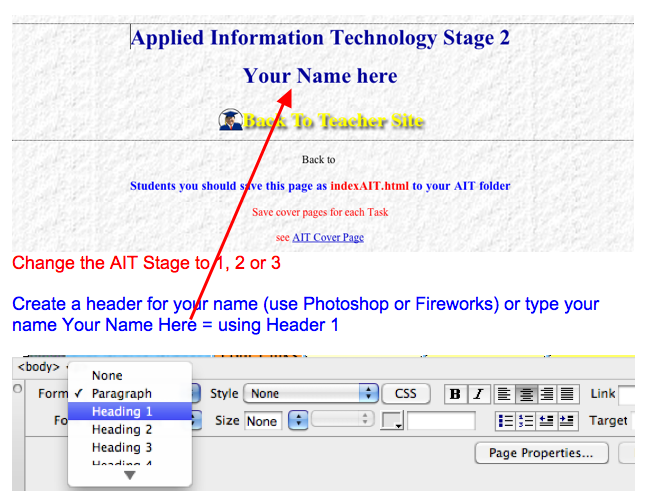 Applied Information Technology Stage 2
Your Name here
Back To Teacher Site
Back to
Students you should save this page as indexAIT.html to your AIT folder
Save cover pages for each Task
see AIT Cover Page
Change the AIT Stage to 1, 2 or 3
Create a header for your name (use Photoshop or Fireworks) or type your
name Your Name Here = using Header 1
<body>
None
Form ✓ Paragraph Style None CSS B I Link
Heading 1
Heading 2 Fo Size None Target
Heading 3
Heading 4
Page Properties...